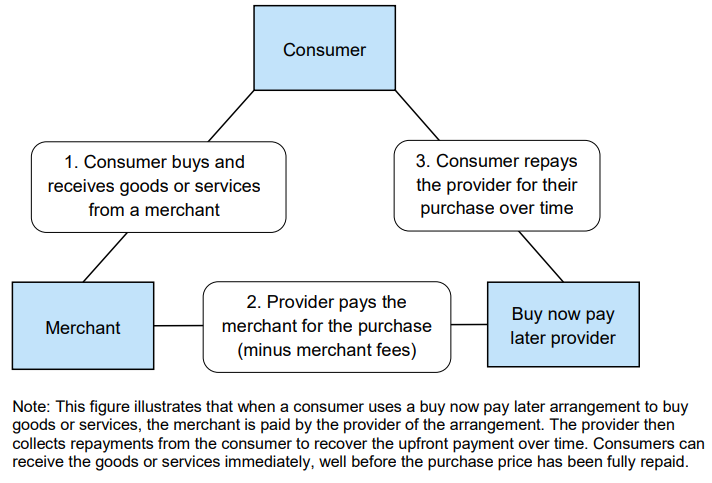 Consumer
1. Consumer buys and
receives goods or services
from a merchant
3. Consumer repays
the provider for their
purchase over time
Merchant
2. Provider pays the
merchant for the purchase
(minus merchant fees)
Buy now pay
later provider
Note: This figure illustrates that when a consumer uses a buy now pay later arrangement to buy
goods or services, the merchant is paid by the provider of the arrangement. The provider then
collects repayments from the consumer to recover the upfront payment over time. Consumers can
receive the goods or services immediately, well before the purchase price has been fully repaid.